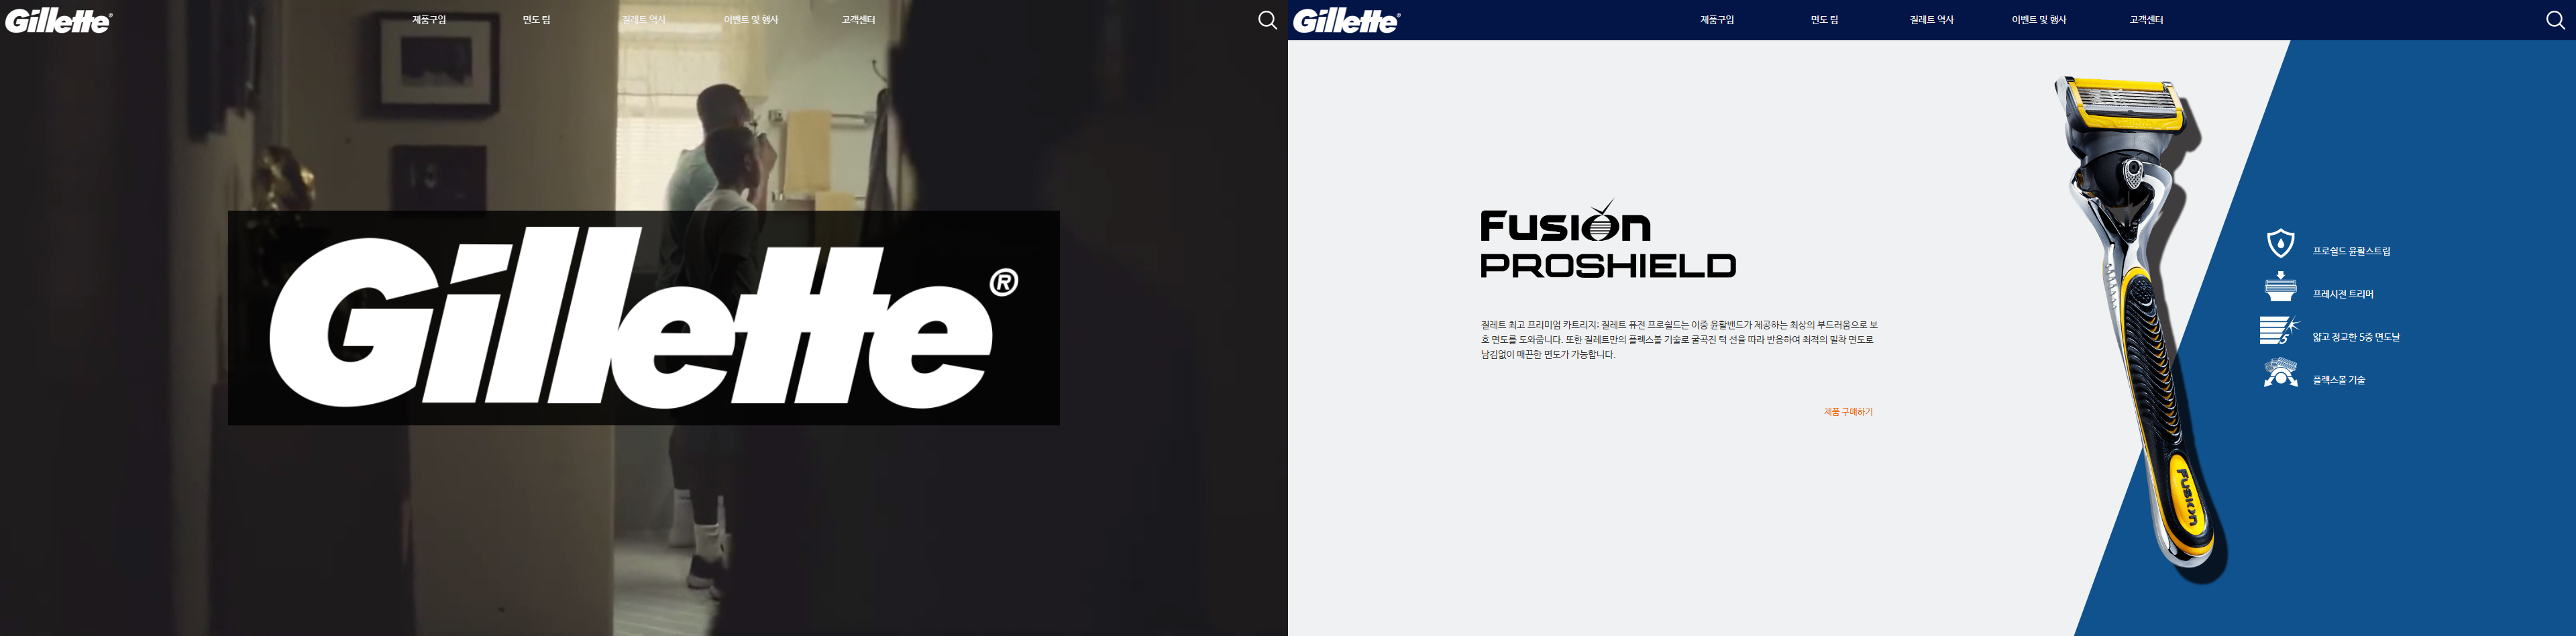 Gillette®
제품구입
면도 팁
질레트 역사
이벤트 및 행사
고객센터
Gillette®
Gillette®
제품구입
면도 팁
질레트 역사
이벤트 및 행사
고객센터
Fusion
PROSHIELD
질레트 최고 프리미엄 카트리지; 질레트 퓨전 프로쉴드는 이중 윤활밴드가 제공하는 최상의 부드러움으로 보
호 면도를 도와줍니다. 또한 질레트만의 플렉스볼 기술로 굴곡진 턱 선을 따라 반응하여 최적의 밀착 면도로
남김없이 매끈한 면도가 가능합니다.
제품 구매하기
FUSION
프로쉴드 윤활스트립
프레시전 트리머
5
얇고 정교한 5중 면도날
플렉스볼 기술